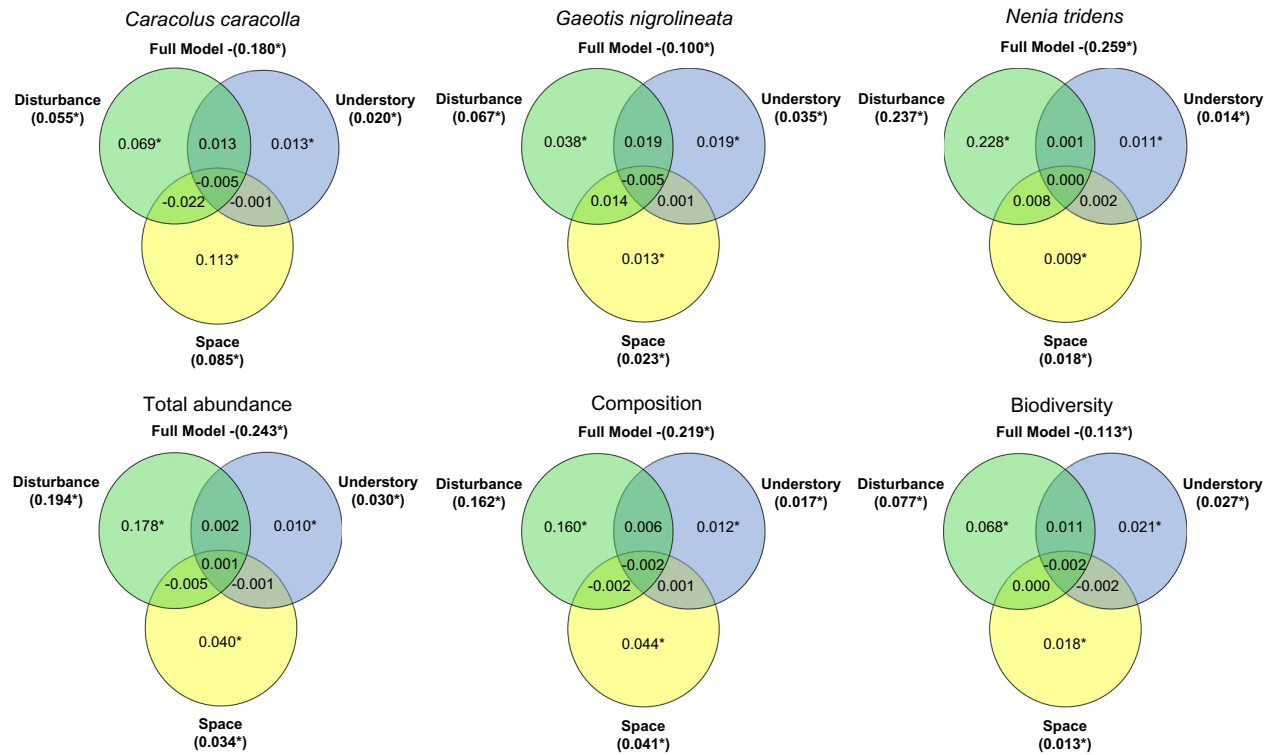 Caracolus caracolla
Full Model -(0.180*)
Disturbance
(0.055*)
Understory
(0.020*)
0.069*
0.013
0.013*
-0.005
-0.022
-0.001
0.113*
Space
(0.085*)
Gaeotis nigrolineata
Full Model -(0.100*)
Disturbance
(0.067*)
Understory
(0.035*)
0.038*
0.019
0.019*
-0.005
0.014
0.001
0.013*
Space
(0.023*)
Nenia tridens
Full Model -(0.259*)
Disturbance
(0.237*)
Understory
(0.014*)
0.228*
0.001
0.011*
0.000
0.008
0.002
0.009*
Space
(0.018*)
Total abundance
Full Model -(0.243*)
Disturbance
(0.194*)
Understory
(0.030*)
0.178*
0.002
0.010*
0.001
-0.005
-0.001
0.040*
Space
(0.034*)
Composition
Full Model -(0.219*)
Disturbance
(0.162*)
Understory
(0.017*)
0.160*
0.006
0.012*
-0.002
-0.002
0.001
0.044*
Space
(0.041*)
Biodiversity
Full Model -(0.113*)
Disturbance
(0.077*)
Understory
(0.027*)
0.068*
0.011
0.021*
-0.002
0.000
-0.002
0.018*
Space
(0.013*)